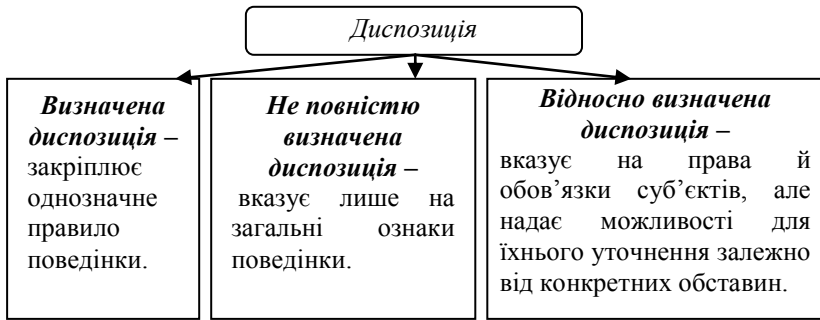 Диспозиція
Визначена
диспозиція –
закріплює
однозначне
правило
поведінки.
Не повністю
визначена
диспозиція –
вказує лише на
загальні ознаки
поведінки.
Відносно визначена
диспозиція –
вказує на права й
обов’язки суб’єктів, але
надає можливості для
їхнього уточнення залежно
від конкретних обставин.